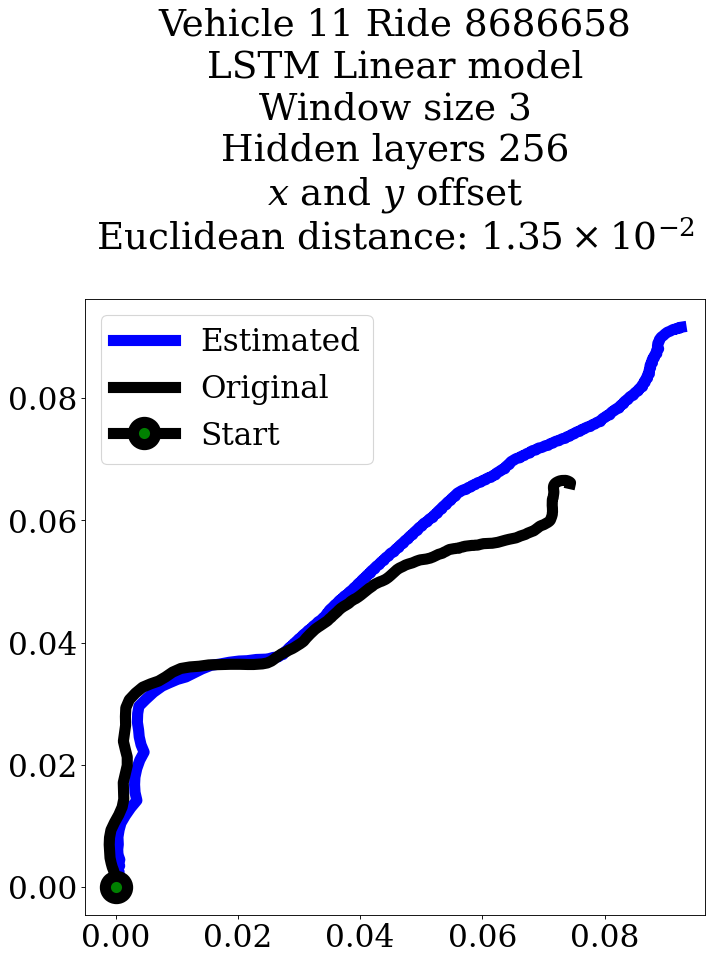 Vehicle 11 Ride 8686658
LSTM Linear model
Window size 3
Hidden layers 256
x and y offset
Euclidean distance: 1.35 × 10⁻²
Estimated
Original
Start
0.08
0.06
0.04
0.02
0.00
0.00 0.02 0.04 0.06 0.08